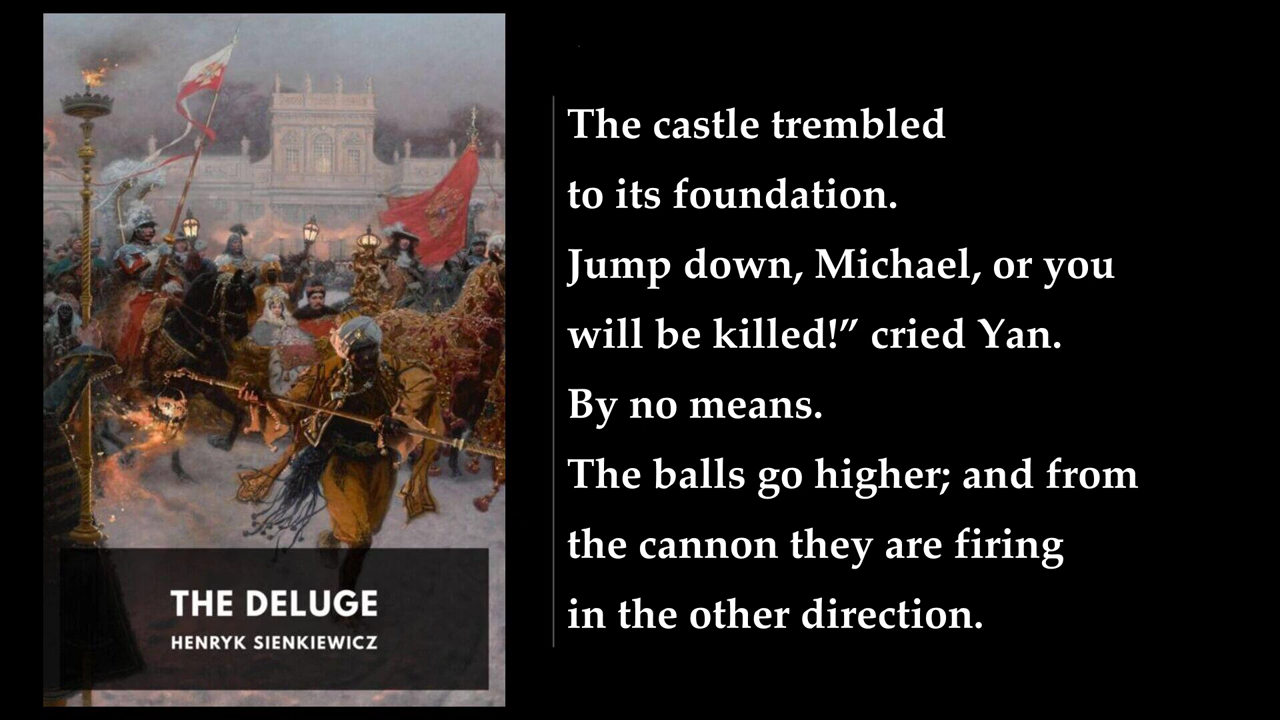 THE DELUGE
HENRYK SIENKIEWICZ
The castle trembled
to its foundation.
Jump down, Michael, or you
will be killed!” cried Yan.
By no means.
The balls go higher; and from
the cannon they are firing
in the other direction.